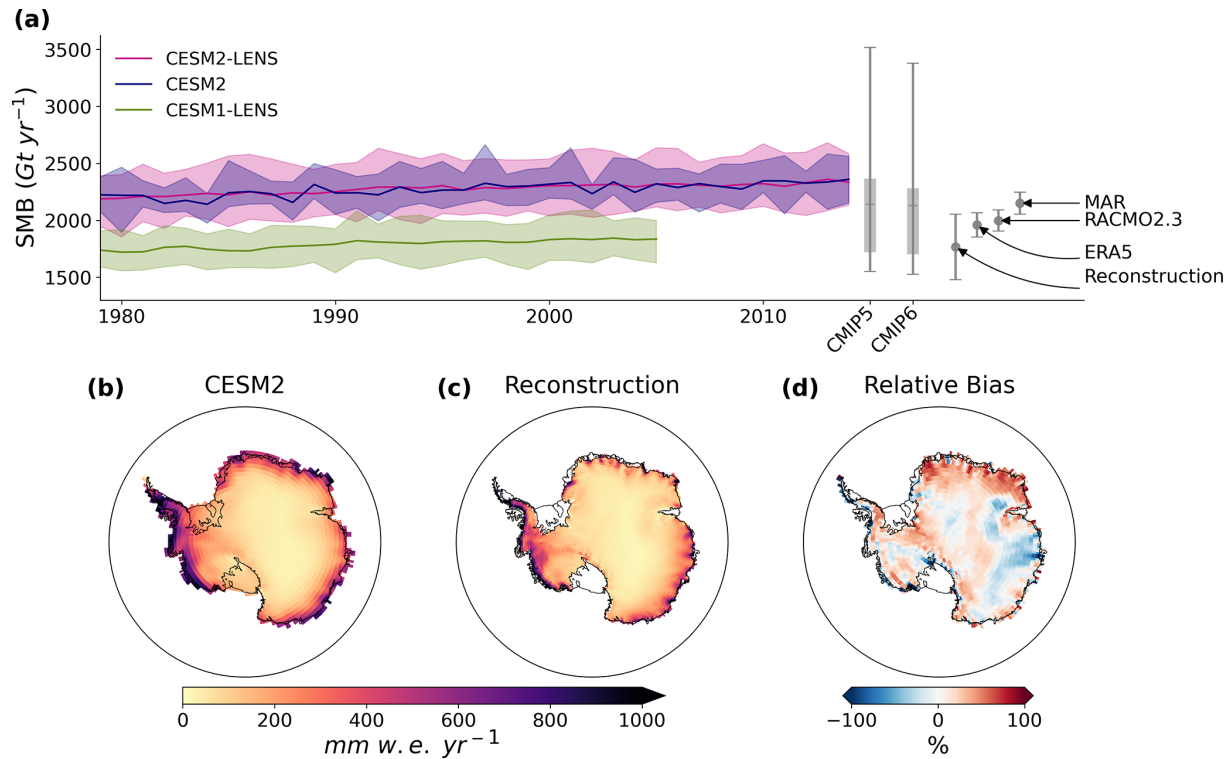 (a)
SMB (Gt yr−1)
3500
3000
2500
2000
1500
CESM2-LENS
CESM2
CESM1-LENS
1980
1990
2000
2010
CMIP5
CMIP6
MAR
RACMO2.3
ERA5
Reconstruction
(b)
CESM2
(c)
Reconstruction
(d)
Relative Bias
0
200
400
600
800
1000
mm w.e. yr−1
−100
0
100
%